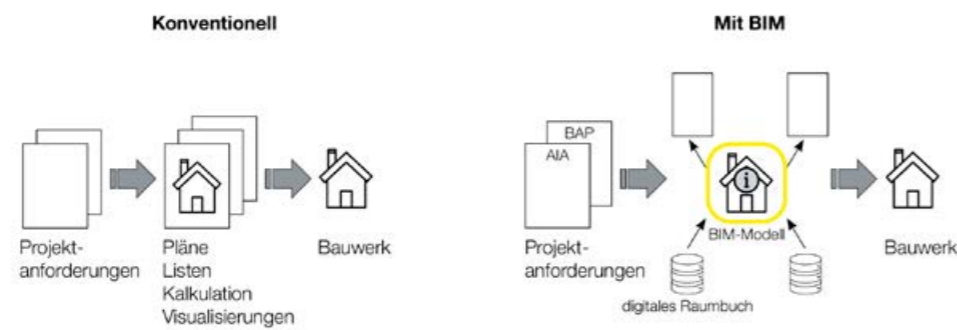 Konventionell
Projekt-
anforderungen
Pläne
Listen
Kalkulation
Visualisierungen
Bauwerk
Mit BIM
BAP
AIA
Projekt-
anforderungen
i
BIM-Modell
digitales Raumbuch
Bauwerk